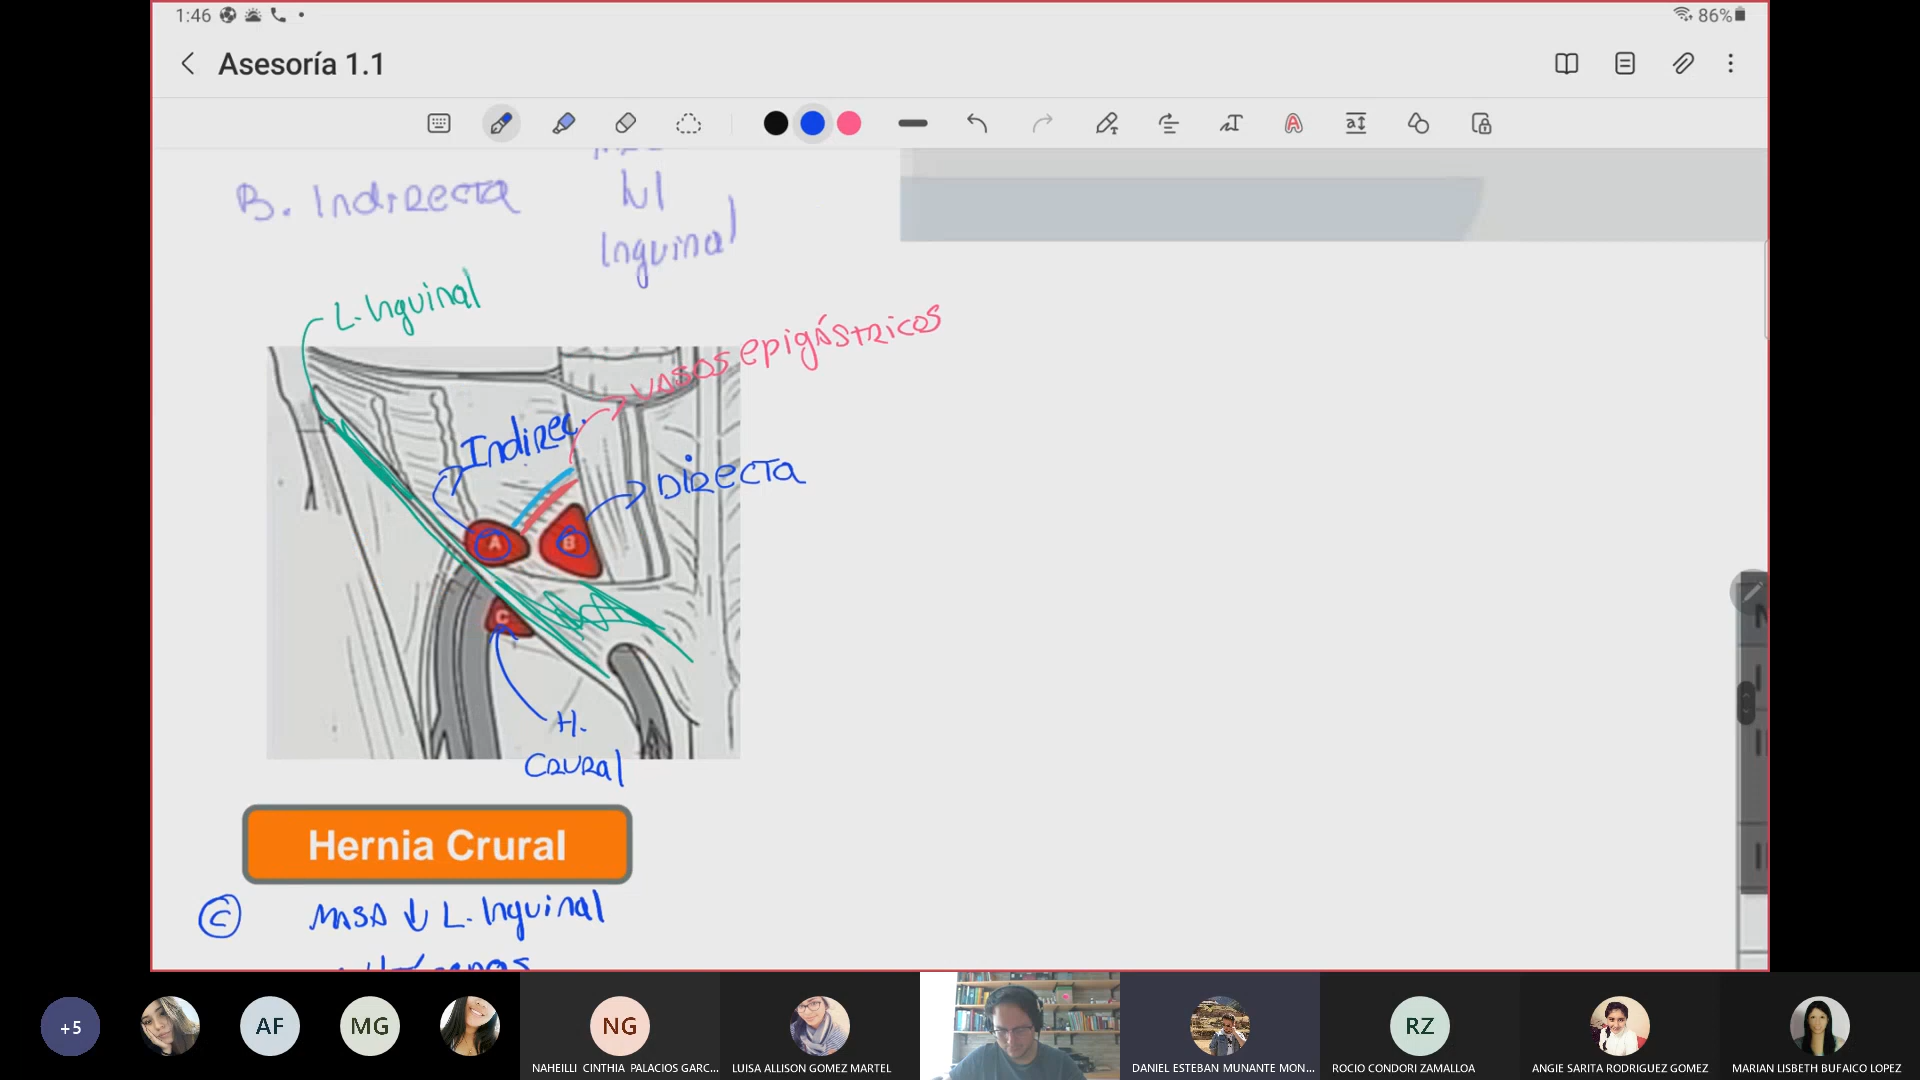 1:46
86%
Asesoría 1.1
B. Indirecta
Inguinal
L. Inguinal
vasos epigástricos
Indirec.
Directa
A
B
C
H.
Crural
Hernia Crural
C
masa ↓ L. Inguinal
+5
AF
MG
NG
RZ
NAHEILLI CINTHIA PALACIOS GARC...
LUISA ALLISON GOMEZ MARTEL
DANIEL ESTEBAN MUNANTE MON...
ROCIO CONDORI ZAMALLOA
ANGIE SARITA RODRIGUEZ GOMEZ
MARIAN LISBETH BUFAICO LOPEZ